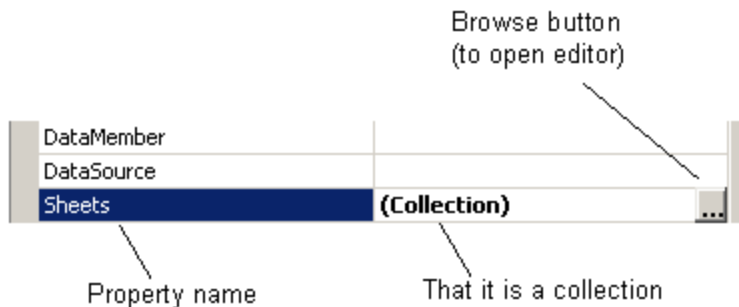 Browse button
(to open editor)
DataMember
DataSource
Sheets (Collection) ...
Property name
That it is a collection